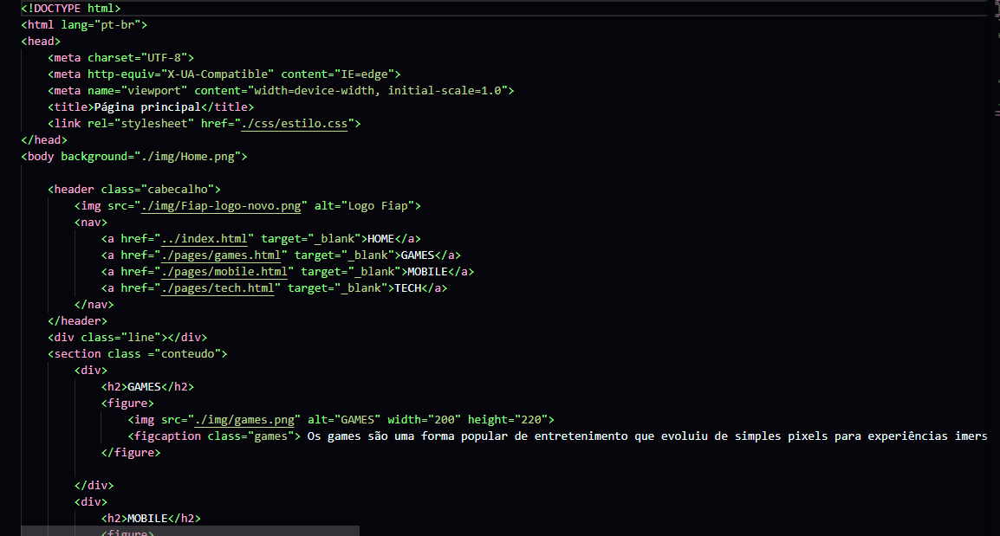 <!DOCTYPE html>
<html lang="pt-br">
<head>
    <meta charset="UTF-8">
    <meta http-equiv="X-UA-Compatible" content="IE=edge">
    <meta name="viewport" content="width=device-width, initial-scale=1.0">
    <title>Página principal</title>
    <link rel="stylesheet" href="./css/estilo.css">
</head>
<body background="./img/Home.png">

    <header class="cabecalho">
        <img src="./img/Fiap-logo-novo.png" alt="Logo Fiap">
        <nav>
            <a href="../index.html" target="_blank">HOME</a>
            <a href="./pages/games.html" target="_blank">GAMES</a>
            <a href="./pages/mobile.html" target="_blank">MOBILE</a>
            <a href="./pages/tech.html" target="_blank">TECH</a>
        </nav>
    </header>
    <div class="line"></div>
    <section class ="conteudo">
        <div>
            <h2>GAMES</h2>
            <figure>
                <img src="./img/games.png" alt="GAMES" width="200" height="220">
                <figcaption class="games"> Os games são uma forma popular de entretenimento que evoluiu de simples pixels para experiências imers
            </figure>

        </div>
        <div>
            <h2>MOBILE</h2>
            <figure>